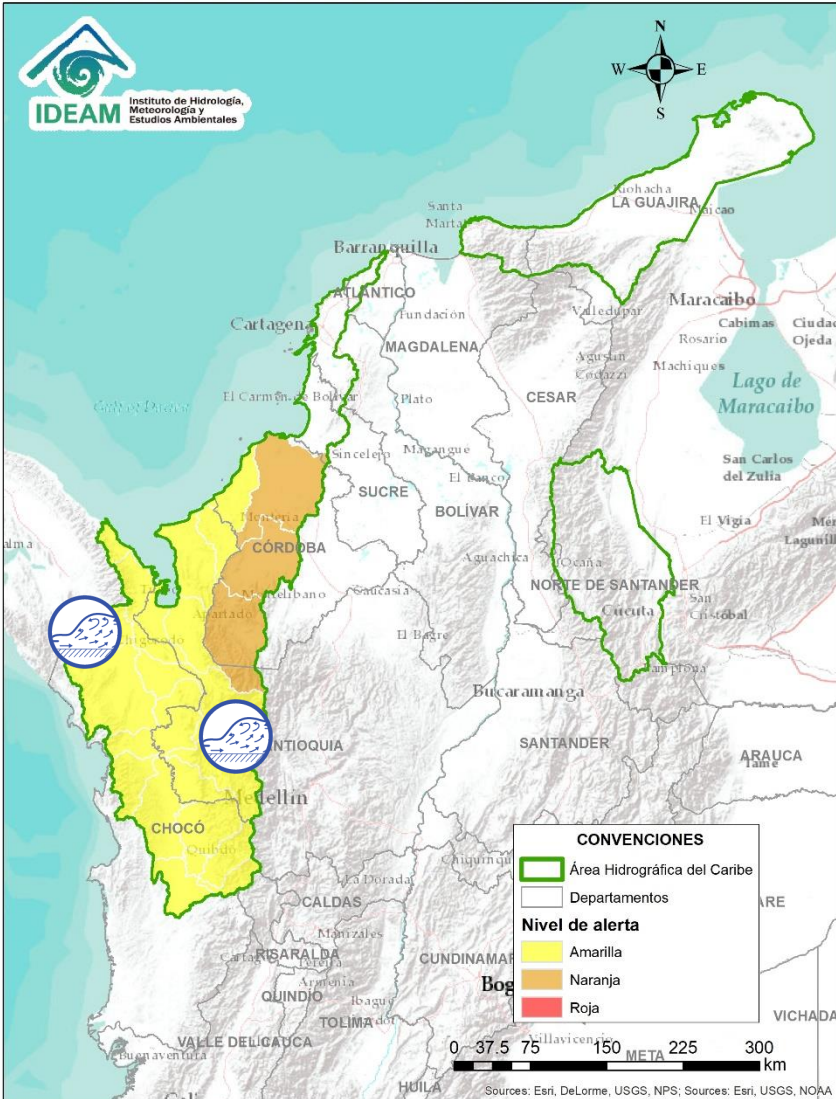 IDEAM
Instituto de Hidrología,
Meteorología y
Estudios Ambientales
N
W
E
S
Riohacha
LA GUAJIRA
Maicao
Santa
Marta
Barranquilla
ATLÁNTICO
Maracaibo
Fundación
Valledupar
Cabimas
Ciudad
Ojeda
Cartagena
MAGDALENA
Rosario
Agustín
Codazzi
Machiques
Lago de
Maracaibo
El Carmen de Bolívar
Plato
CESAR
Sincelejo
Magangue
El Banco
San Carlos
del Zulia
SUCRE
BOLÍVAR
Montería
El Vigía
CÓRDOBA
Aguachica
Ocaña
NORTE DE SANTANDER
Caucasia
Apartadó
Cúcuta
San
Cristóbal
El Bagre
Pamplona
Bucaramanga
ANTIOQUIA
SANTANDER
ARAUCA
Tame
Medellín
CHOCÓ
Quibdó
La Dorada
CALDAS
Manizales
RISARALDA
Pereira
Armenia
QUINDÍO
Ibagué
TOLIMA
VALLE DEL CAUCA
Buenaventura
HUILA
CUNDINAMAR
Bog
Villavicencio
META
VICHADA
CONVENCIONES
Área Hidrográfica del Caribe
Departamentos
Nivel de alerta
Amarilla
Naranja
Roja
0 37.5 75 150 225 300
km
Sources: Esri, DeLorme, USGS, NPS; Sources: Esri, USGS, NOAA